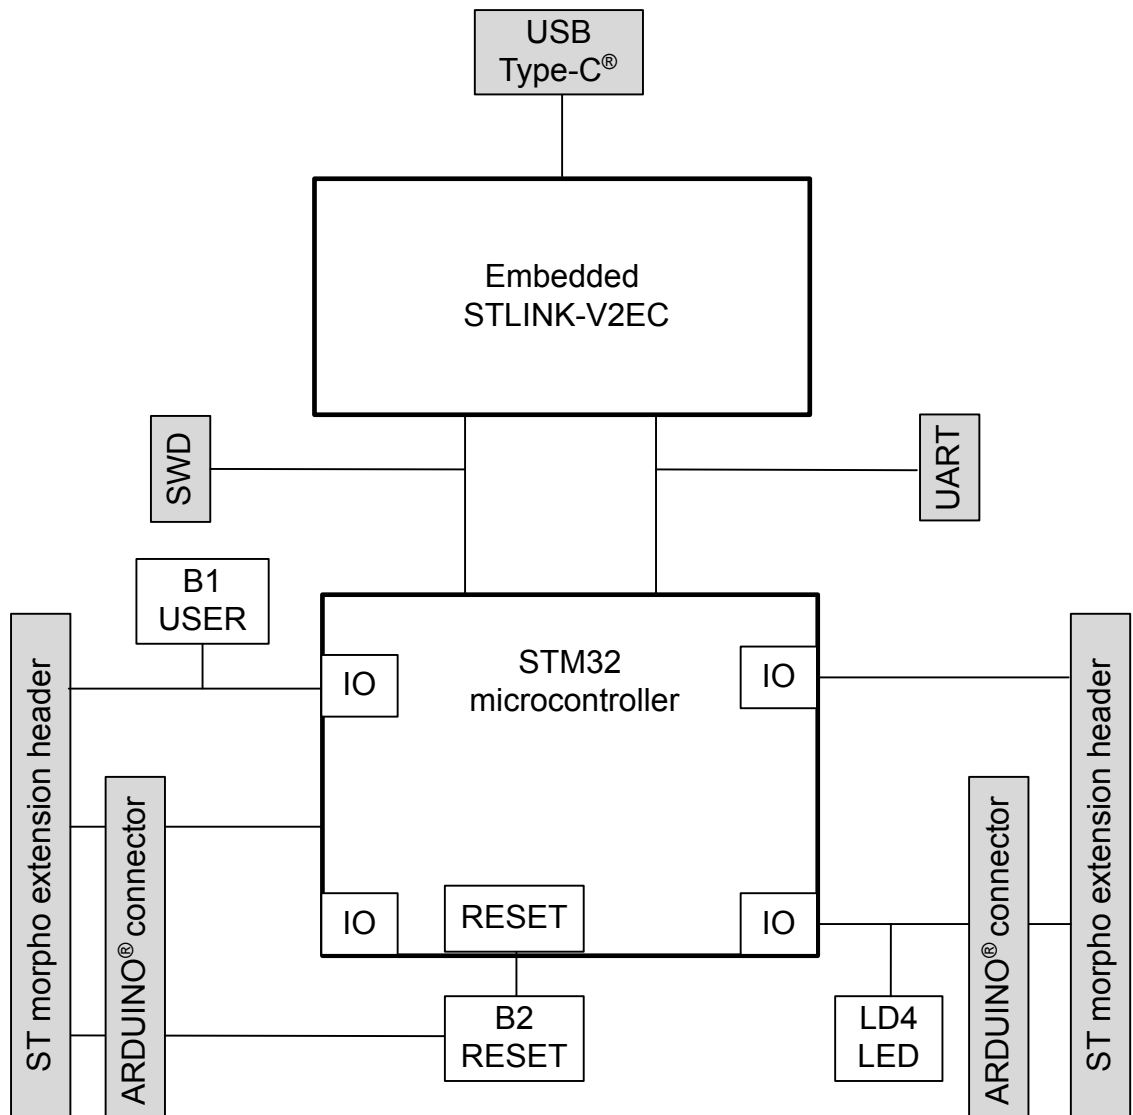 USB
Type-C®
Embedded
STLINK-V2EC
SWD
UART
B1
USER
STM32
microcontroller
IO
IO
ST morpho extension header
ARDUINO® connector
ARDUINO® connector
ST morpho extension header
IO
RESET
IO
B2
RESET
LD4
LED